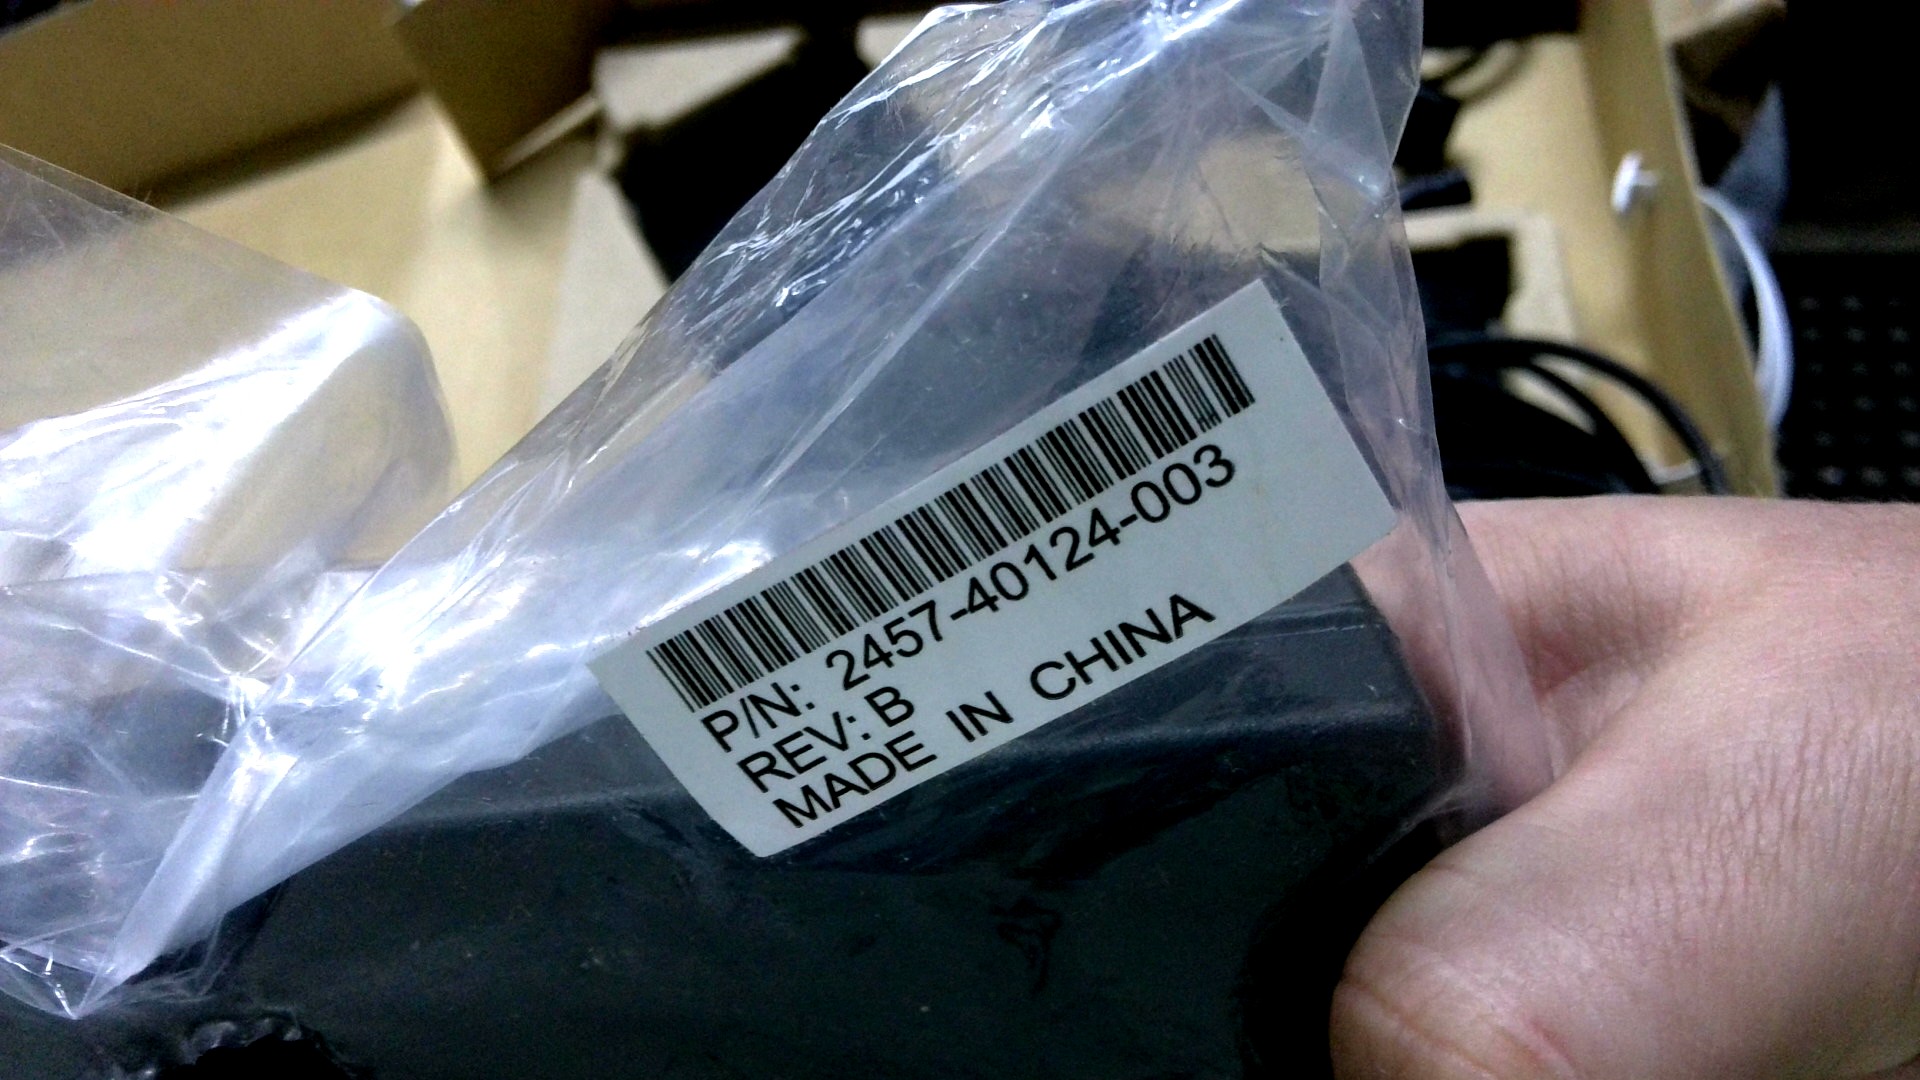 P/N: 2457-40124-003
REV: B
MADE IN CHINA